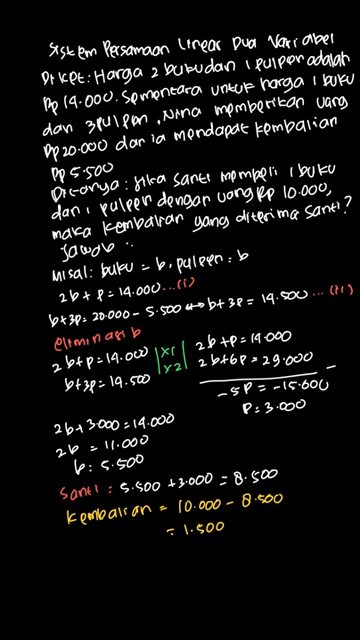 Sistem Persamaan Linear Dua Variabel
Diket: Harga 2 buku dan 1 pulpen adalah
Rp 14.000. Sementara untuk harga 1 buku
dan 3 pulpen, Nina memberikan uang
Rp 20.000 dan ia mendapat kembalian
Rp 5.500
Ditanya: Jika Santi membeli 1 buku
dan 1 pulpen dengan uang Rp 10.000,
maka kembalian yang diterima Santi?
Jawab :
Misal: buku = b, pulpen = b
2b + p = 14.000 ...(i)
b+3p = 20.000 - 5.500 ↔ b+3p = 14.500 ...(ii)
eliminasi b
2b+p = 14.000 |x1| 2b+p = 14.000
b+3p = 14.500 |x2| 2b+6p = 29.000 -
-5p = -15.000
p = 3.000
2b+3.000 = 14.000
2b = 11.000
b = 5.500
Santi : 5.500 + 3.000 = 8.500
Kembalian = 10.000 - 8.500
= 1.500